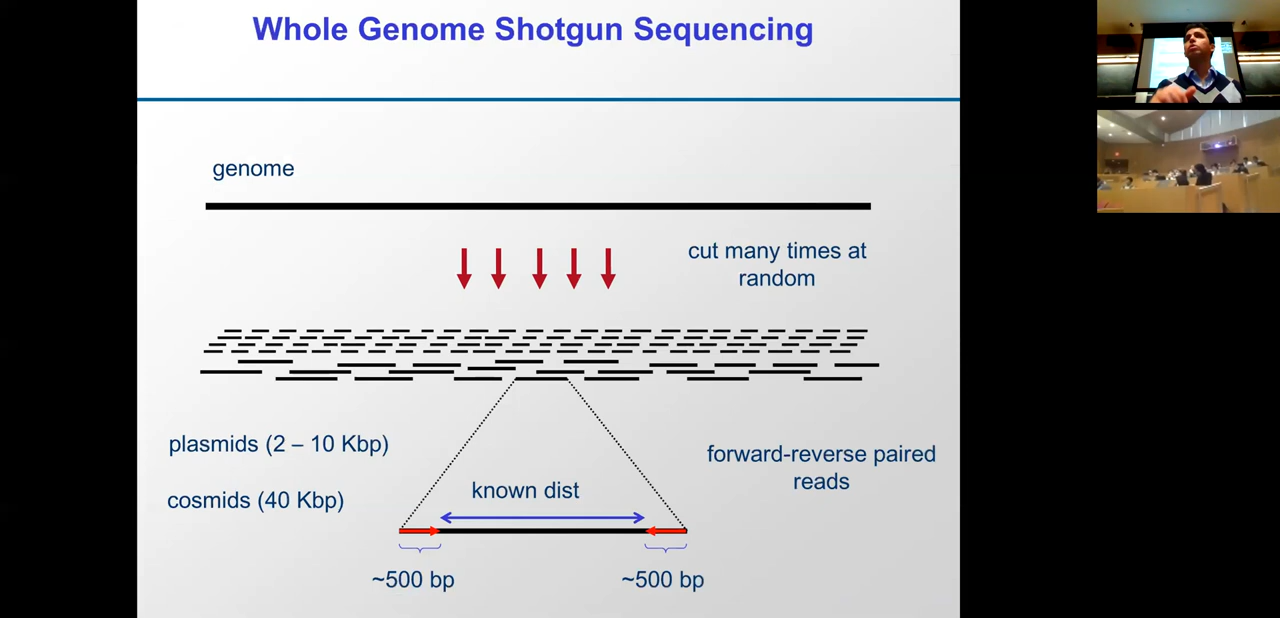 Whole Genome Shotgun Sequencing
genome
cut many times at
random
plasmids (2 – 10 Kbp)
forward-reverse paired
reads
known dist
cosmids (40 Kbp)
~500 bp
~500 bp